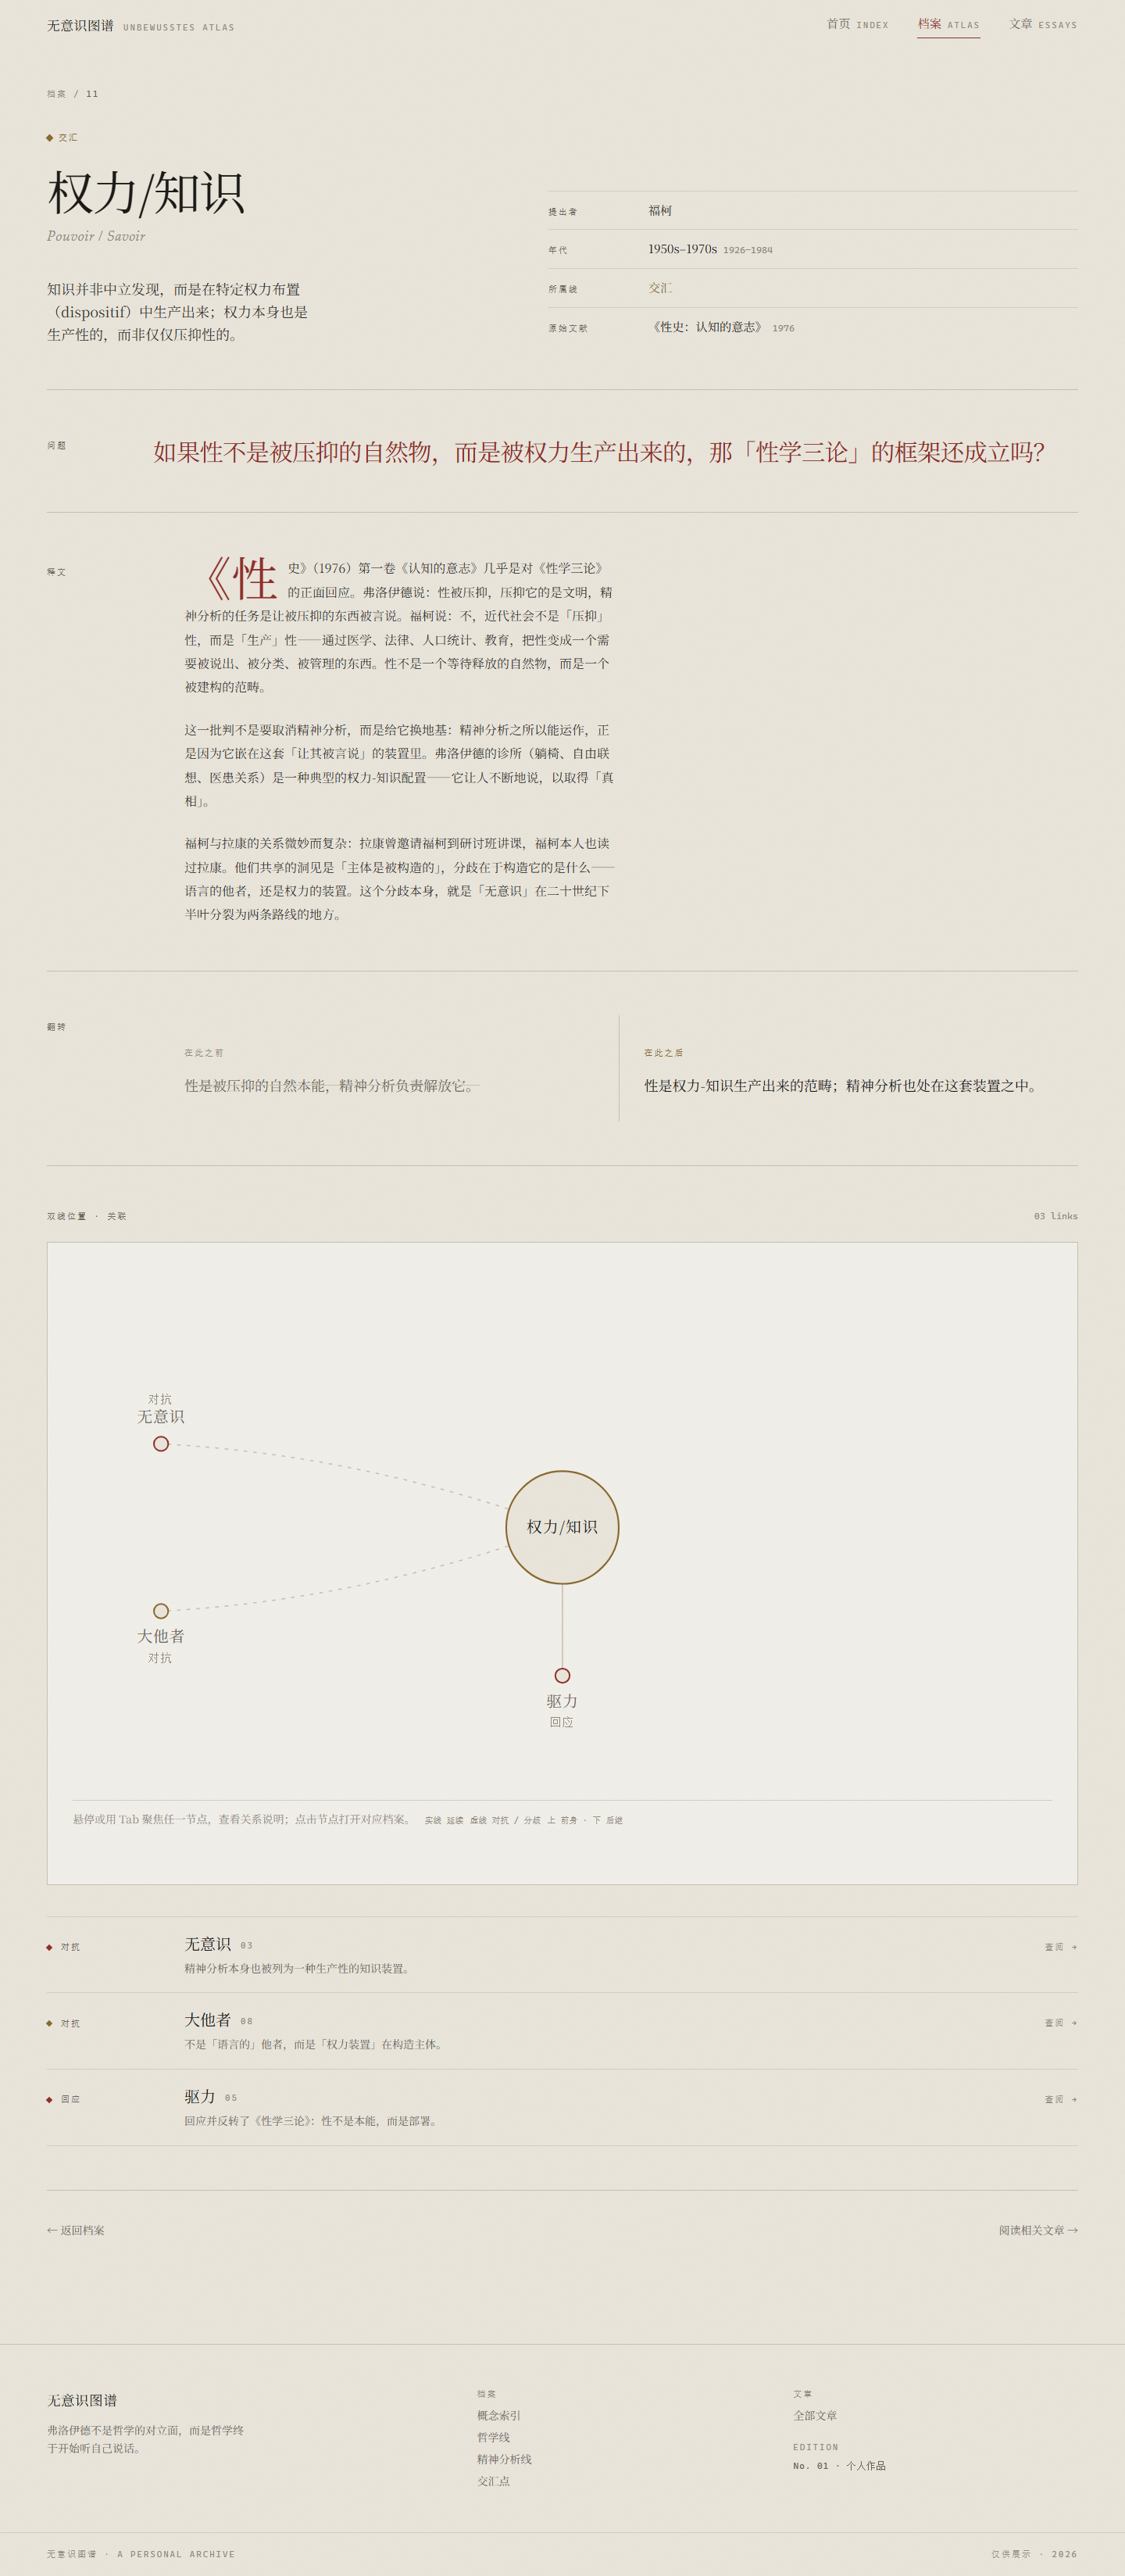 无意识图谱 UNBEWUSSTES ATLAS
首页 INDEX 档案 ATLAS 文章 ESSAYS
档案 / 11
交汇
权力/知识
Pouvoir / Savoir
知识并非中立发现，而是在特定权力布置
（dispositif）中生产出来；权力本身也是
生产性的，而非仅仅压抑性的。
提出者 福柯
年代 1950s–1970s 1926–1984
所属线 交汇
原始文献 《性史：认知的意志》 1976
问题
如果性不是被压抑的自然物，而是被权力生产出来的，那「性学三论」的框架还成立吗？
释文
《性史》（1976）第一卷《认知的意志》几乎是对《性学三论》
的正面回应。弗洛伊德说：性被压抑，压抑它的是文明，精
神分析的任务是让被压抑的东西被言说。福柯说：不，近代社会不是「压抑」
性，而是「生产」性——通过医学、法律、人口统计、教育，把性变成一个需
要被说出、被分类、被管理的东西。性不是一个等待释放的自然物，而是一个
被建构的范畴。
这一批判不是要取消精神分析，而是给它换地基：精神分析之所以能运作，正
是因为它嵌在这套「让其被言说」的装置里。弗洛伊德的诊所（躺椅、自由联
想、医患关系）是一种典型的权力-知识配置——它让人不断地说，以取得「真
相」。
福柯与拉康的关系微妙而复杂：拉康曾邀请福柯到研讨班讲课，福柯本人也读
过拉康。他们共享的洞见是「主体是被构造的」，分歧在于构造它的是什么——
语言的他者，还是权力的装置。这个分歧本身，就是「无意识」在二十世纪下
半叶分裂为两条路线的地方。
翻转
在此之前
性是被压抑的自然本能，精神分析负责解放它。
在此之后
性是权力-知识生产出来的范畴；精神分析也处在这套装置之中。
双线位置 · 关联
03 links
对抗
无意识
权力/知识
大他者
对抗
驱力
回应
悬停或用 Tab 聚焦任一节点，查看关系说明；点击节点打开对应档案。 实线 延续 虚线 对抗 / 分歧 上 前身 · 下 后继
对抗 无意识 03 查阅 →
精神分析本身也被列为一种生产性的知识装置。
对抗 大他者 08 查阅 →
不是「语言的」他者，而是「权力装置」在构造主体。
回应 驱力 05 查阅 →
回应并反转了《性学三论》：性不是本能，而是部署。
← 返回档案
阅读相关文章 →
无意识图谱
弗洛伊德不是哲学的对立面，而是哲学终
于开始听自己说话。
档案
概念索引
哲学线
精神分析线
交汇点
文章
全部文章
EDITION
No. 01 · 个人作品
无意识图谱 · A PERSONAL ARCHIVE
仅供展示 · 2026